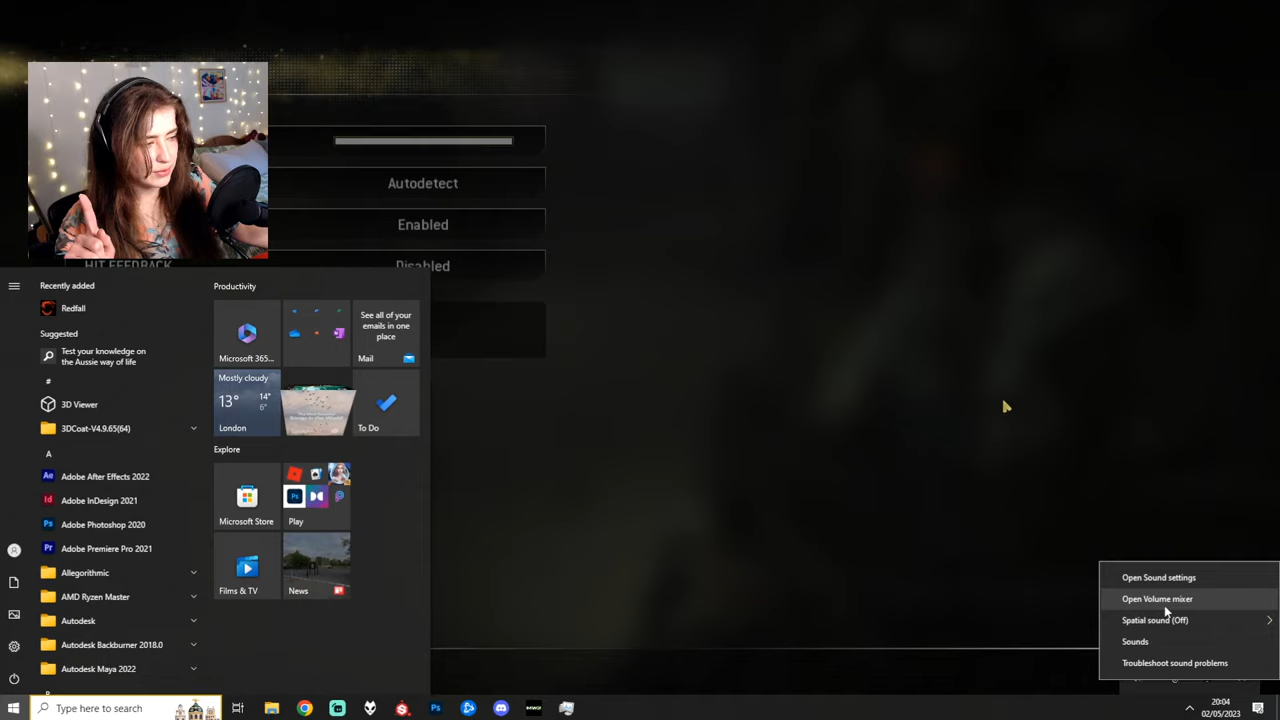 Autodetect
Enabled
HIT FEEDBACK
Disabled
Recently added
Redfall
Suggested
Test your knowledge on
the Aussie way of life
#
3D Viewer
3DCoat-V4.9.65(64)
A
Adobe After Effects 2022
Adobe InDesign 2021
Adobe Photoshop 2020
Adobe Premiere Pro 2021
Allegorithmic
AMD Ryzen Master
Autodesk
Autodesk Backburner 2018.0
Autodesk Maya 2022
Productivity
Microsoft 365...
See all of your
emails in one
place
Mail
Mostly cloudy
13°
14°
6°
London
To Do
Explore
Microsoft Store
Play
Films & TV
News
Open Sound settings
Open Volume mixer
Spatial sound (Off)
Sounds
Troubleshoot sound problems
Type here to search
20:04
02/05/2023